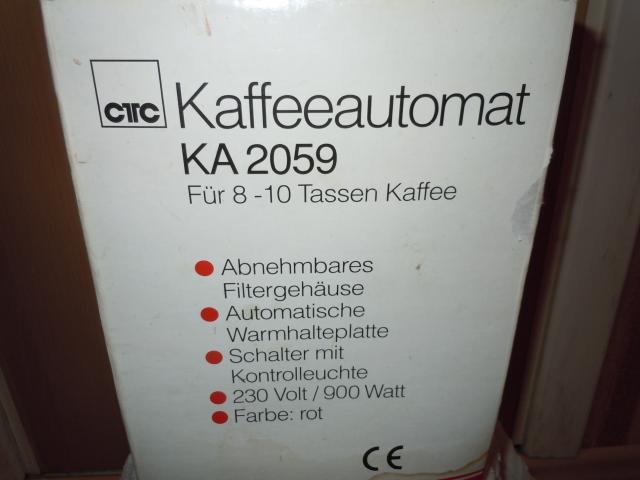 CTC
Kaffeeautomat
KA 2059
Für 8 -10 Tassen Kaffee
Abnehmbares
Filtergehäuse
Automatische
Warmhalteplatte
Schalter mit
Kontrolleuchte
230 Volt / 900 Watt
Farbe: rot
CE